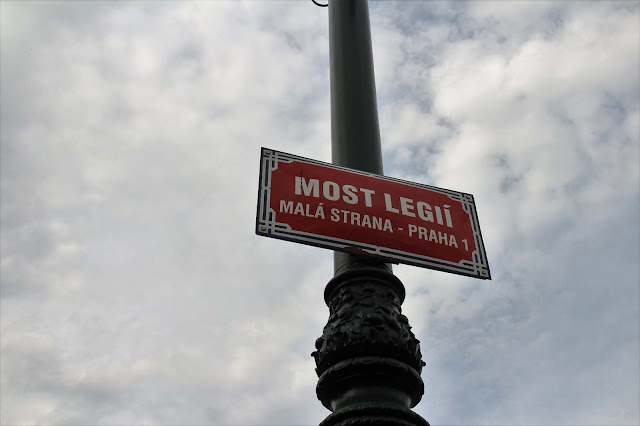 MOST LEGIÍ
MALÁ STRANA - PRAHA 1